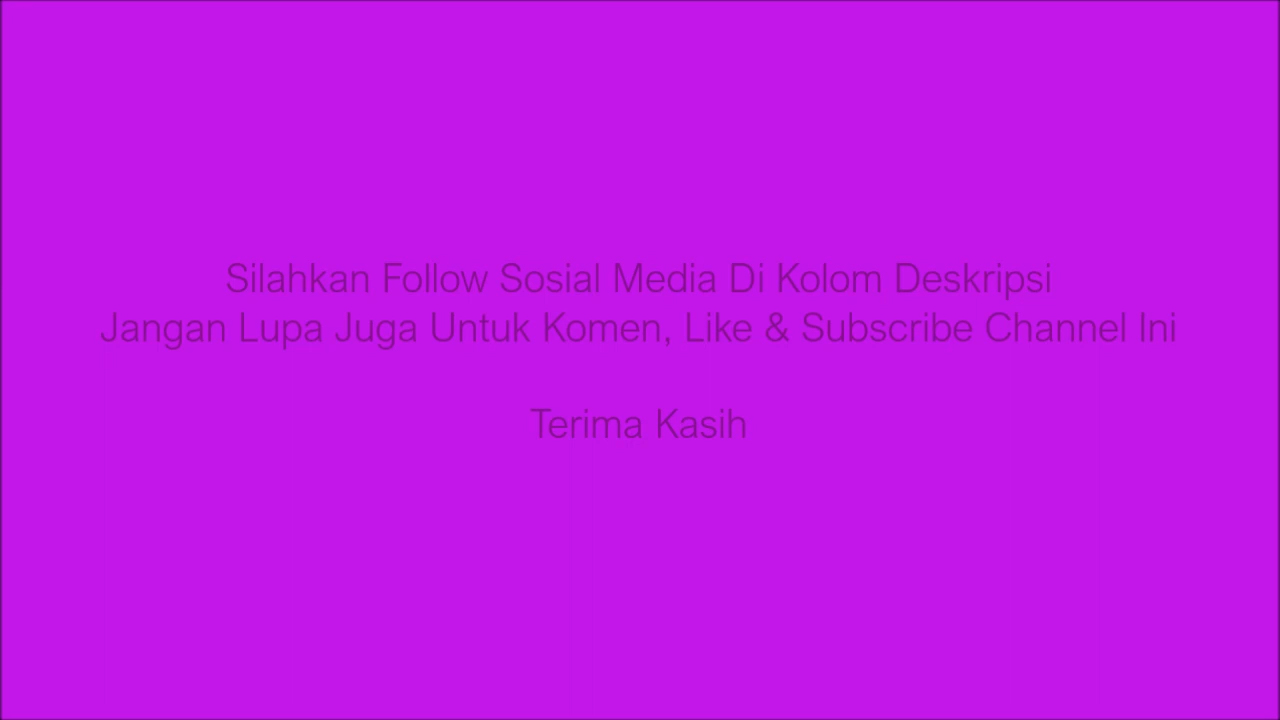 Silahkan Follow Sosial Media Di Kolom Deskripsi
Jangan Lupa Juga Untuk Komen, Like & Subscribe Channel Ini
Terima Kasih